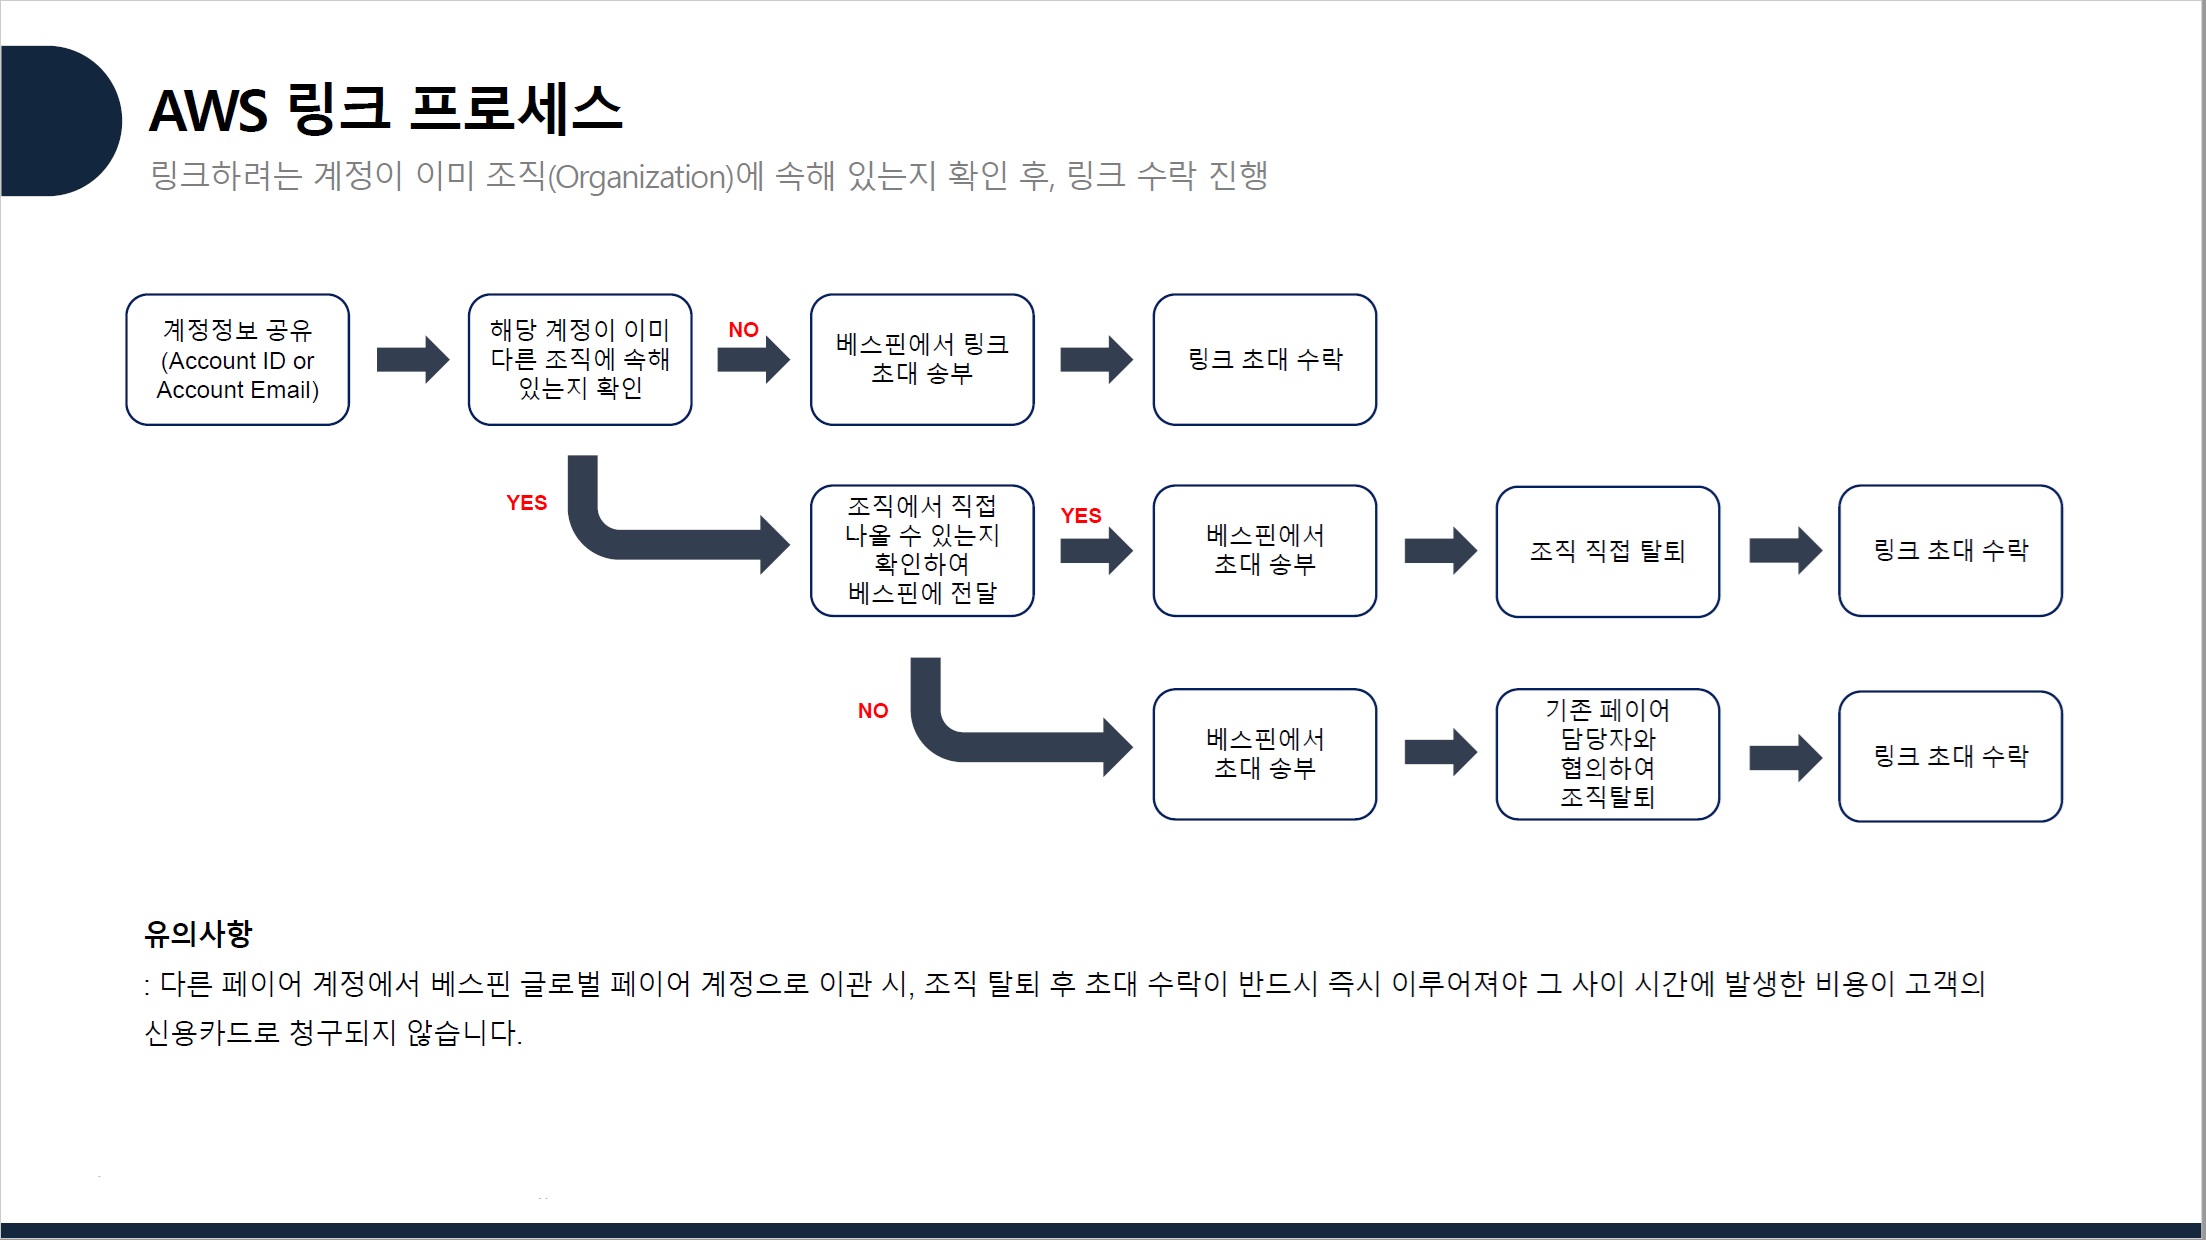 AWS 링크 프로세스
링크하려는 계정이 이미 조직(Organization)에 속해 있는지 확인 후, 링크 수락 진행
계정정보 공유
(Account ID or
Account Email)
해당 계정이 이미
다른 조직에 속해
있는지 확인
NO
베스핀에서 링크
초대 송부
링크 초대 수락
YES
조직에서 직접
나올 수 있는지
확인하여
베스핀에 전달
YES
베스핀에서
초대 송부
조직 직접 탈퇴
링크 초대 수락
NO
베스핀에서
초대 송부
기존 페이어
담당자와
협의하여
조직탈퇴
링크 초대 수락
유의사항
: 다른 페이어 계정에서 베스핀 글로벌 페이어 계정으로 이관 시, 조직 탈퇴 후 초대 수락이 반드시 즉시 이루어져야 그 사이 시간에 발생한 비용이 고객의
신용카드로 청구되지 않습니다.